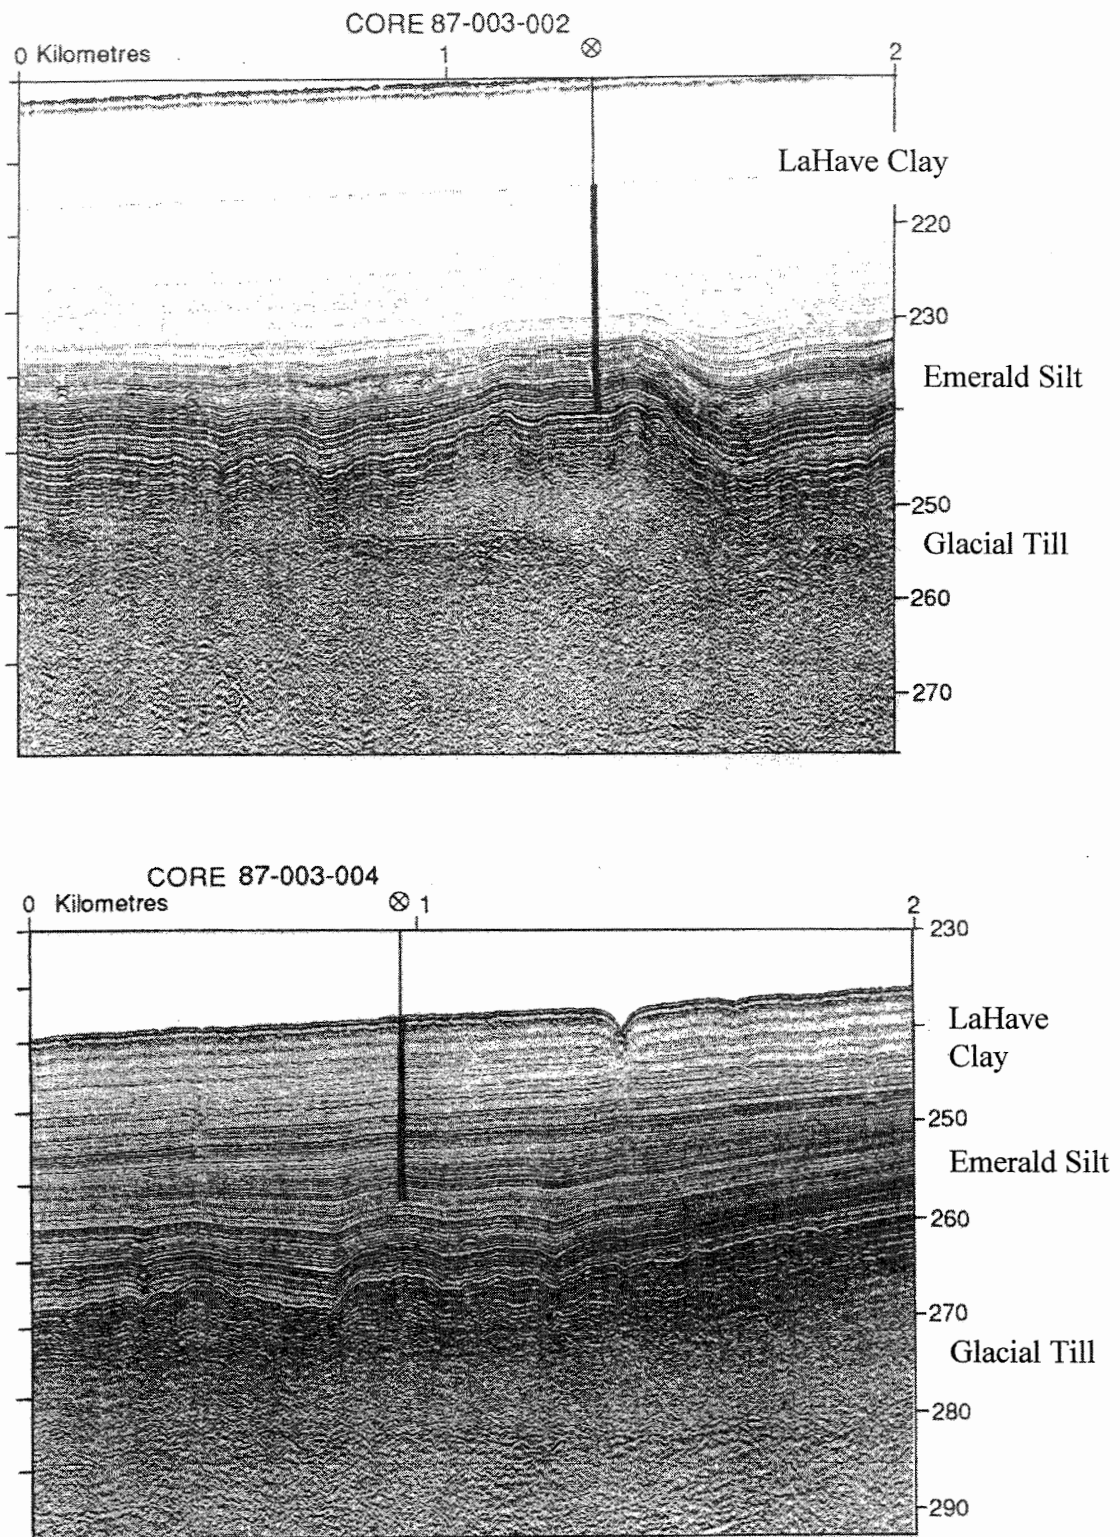 CORE 87-003-002
0 Kilometres 1 ⊗ 2
LaHave Clay
220
230
Emerald Silt
250
Glacial Till
260
270
CORE 87-003-004
0 Kilometres ⊗ 1 2
230
LaHave
Clay
250
Emerald Silt
260
270
Glacial Till
280
290